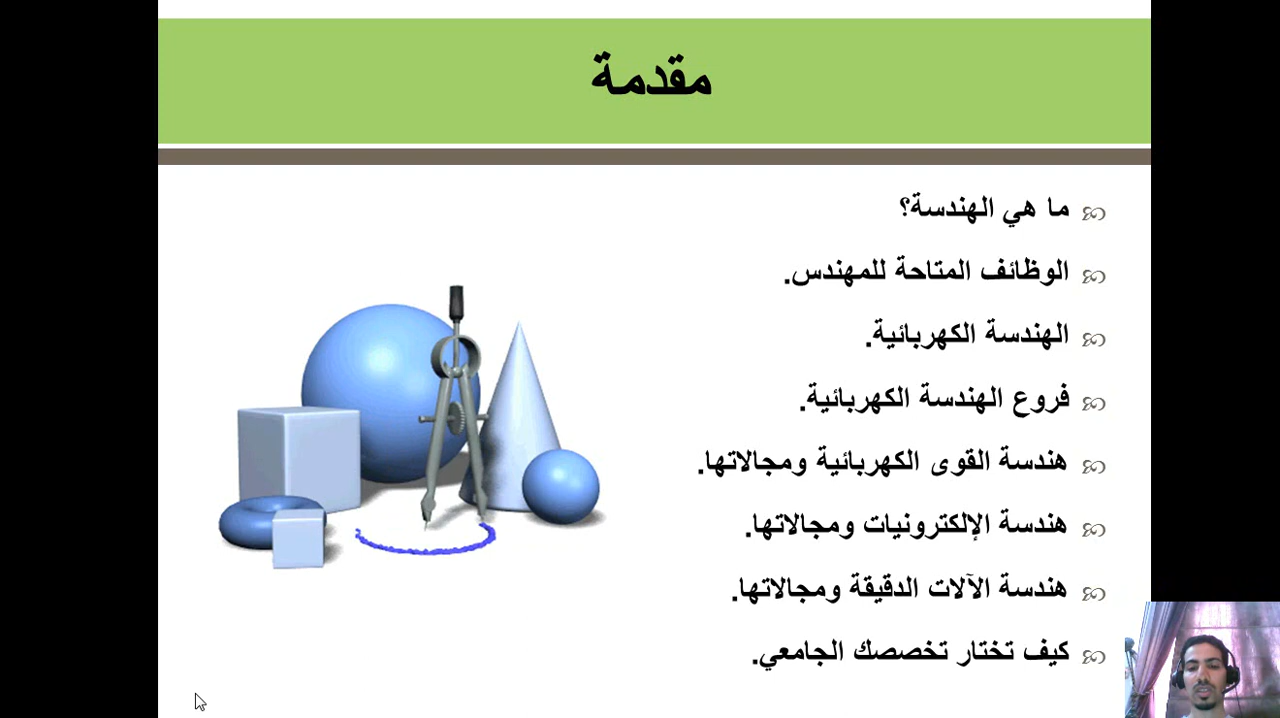 مقدمة
ما هي الهندسة؟
الوظائف المتاحة للمهندس.
الهندسة الكهربائية.
فروع الهندسة الكهربائية.
هندسة القوى الكهربائية ومجالاتها.
هندسة الإلكترونيات ومجالاتها.
هندسة الآلات الدقيقة ومجالاتها.
كيف تختار تخصصك الجامعي.